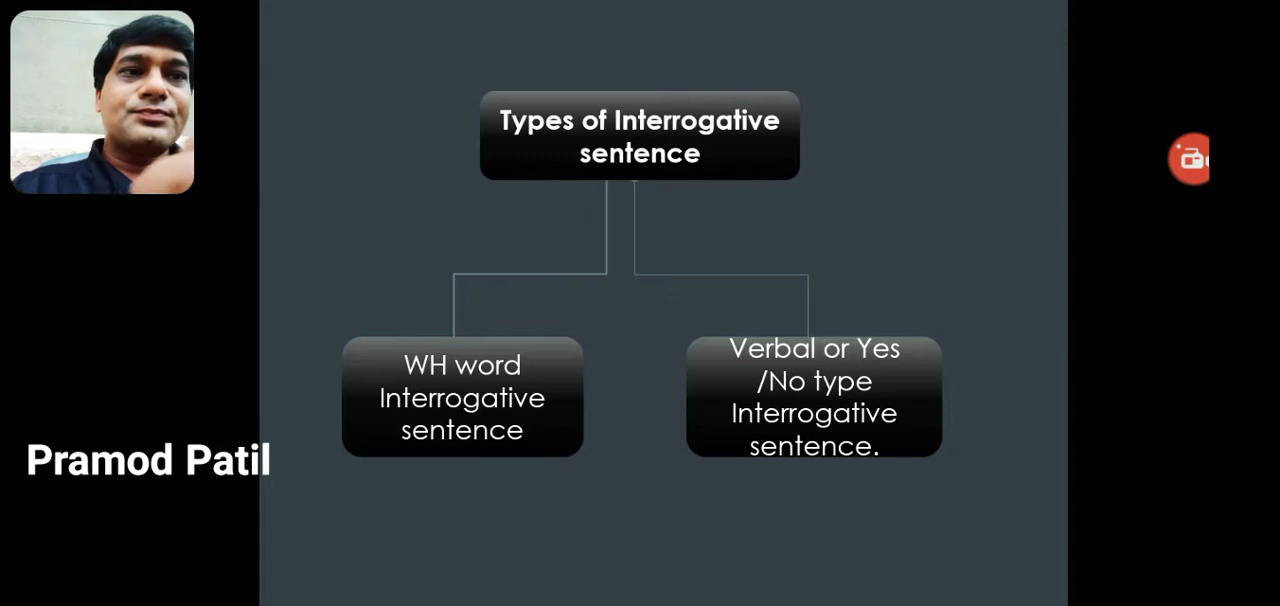 Types of Interrogative
sentence
WH word
Interrogative
sentence
Verbal or Yes
/No type
Interrogative
sentence.
Pramod Patil